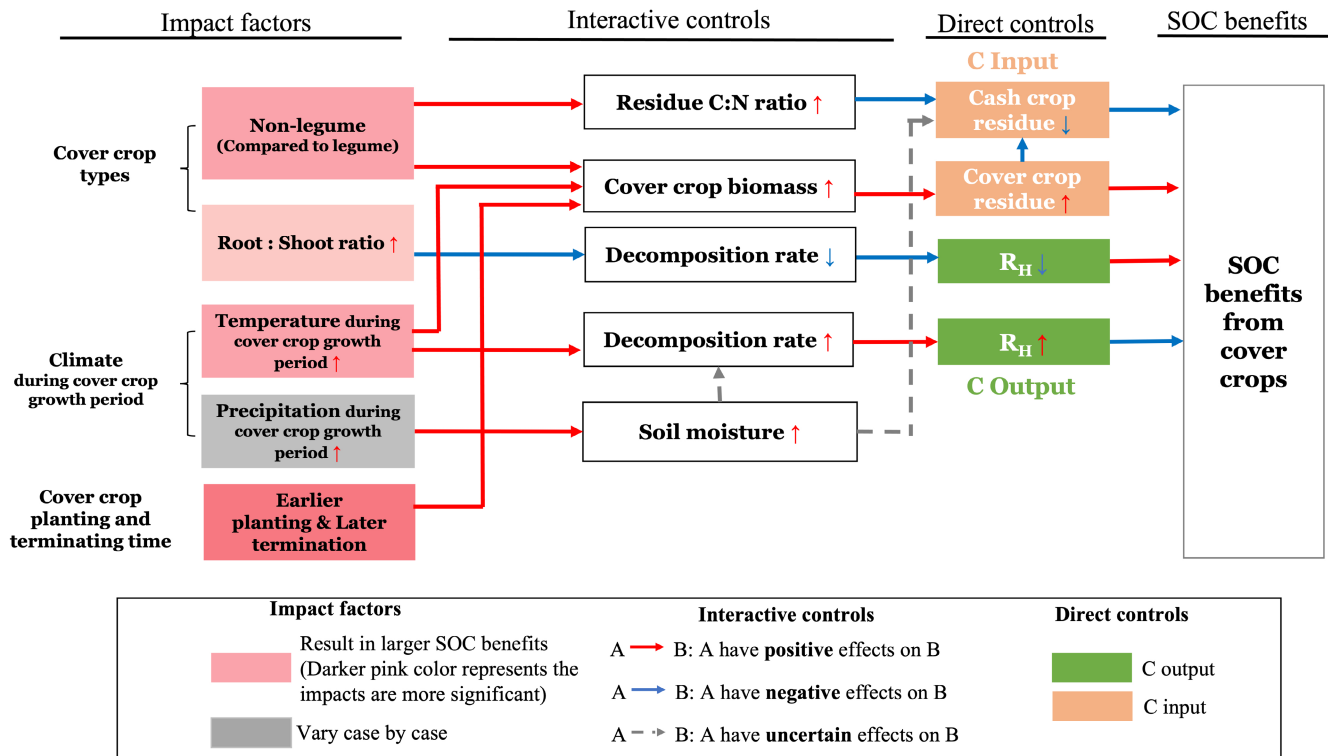 Impact factors
Interactive controls
Direct controls
SOC benefits
C Input
Cover crop
types
Non-legume
(Compared to legume)
Root : Shoot ratio ↑
Climate
during cover crop
growth period
Temperature during
cover crop growth
period ↑
Precipitation during
cover crop growth
period ↑
Cover crop
planting and
terminating time
Earlier
planting & Later
termination
Residue C:N ratio ↑
Cover crop biomass ↑
Decomposition rate ↓
Decomposition rate ↑
Soil moisture ↑
Cash crop
residue ↓
Cover crop
residue ↑
R_H ↓
R_H ↑
C Output
SOC
benefits
from
cover
crops
Impact factors
Result in larger SOC benefits
(Darker pink color represents the
impacts are more significant)
Vary case by case
Interactive controls
A → B: A have positive effects on B
A → B: A have negative effects on B
A → B: A have uncertain effects on B
Direct controls
C output
C input